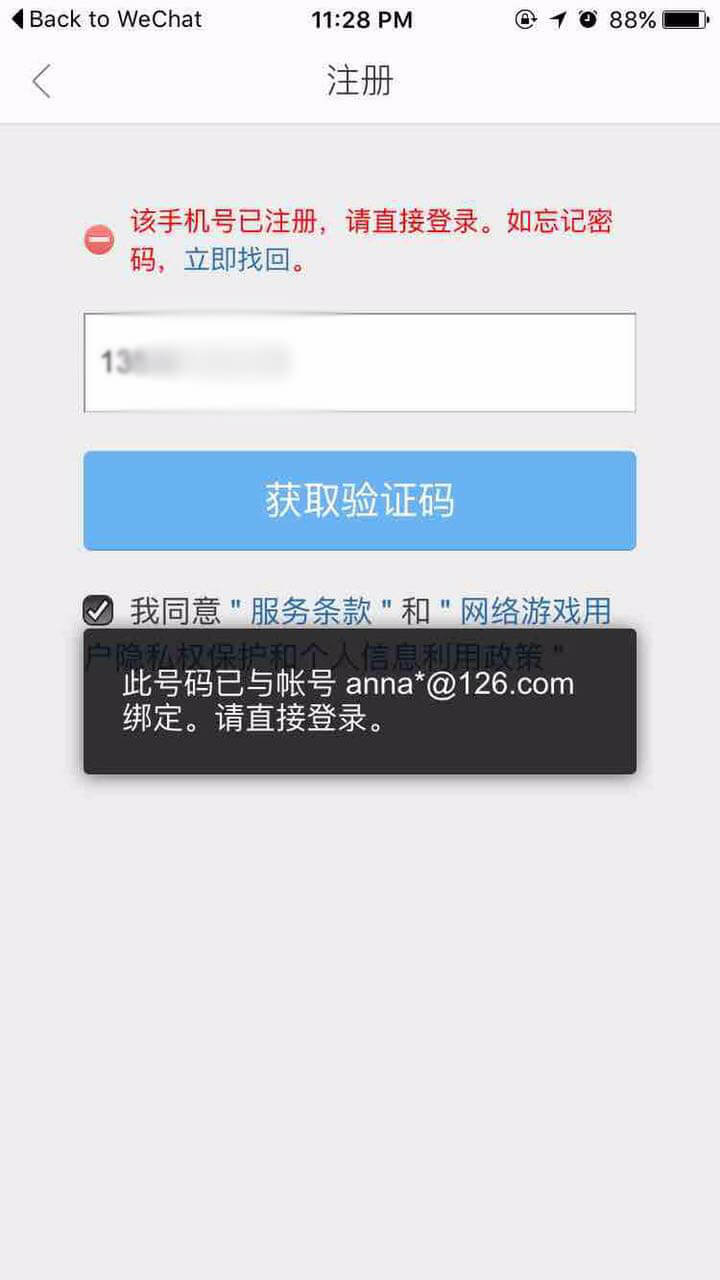 Back to WeChat 11:28 PM 88%
注册
该手机号已注册，请直接登录。如忘记密
码，立即找回。
13
获取验证码
我同意 " 服务条款 " 和 " 网络游戏用
户隐私权保护和个人信息利用政策 "
此号码已与帐号 anna*@126.com
绑定。请直接登录。